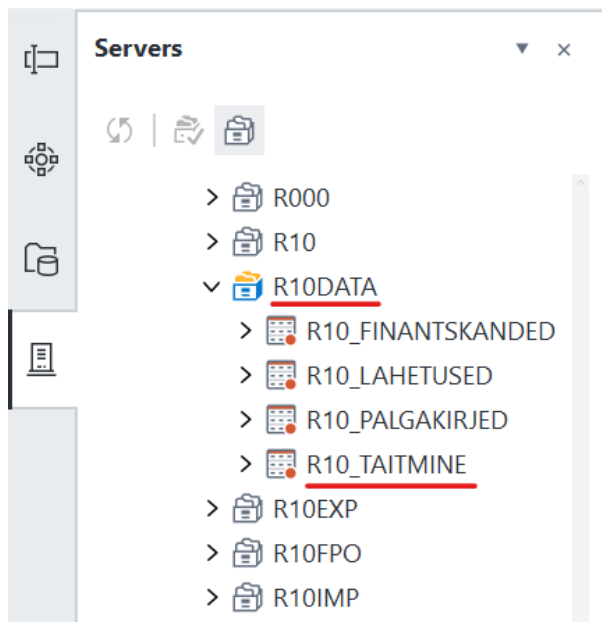 Servers
R000
R10
R10DATA
R10_FINANTSKANDED
R10_LAHETUSED
R10_PALGAKIRJED
R10_TAITMINE
R10EXP
R10FPO
R10IMP